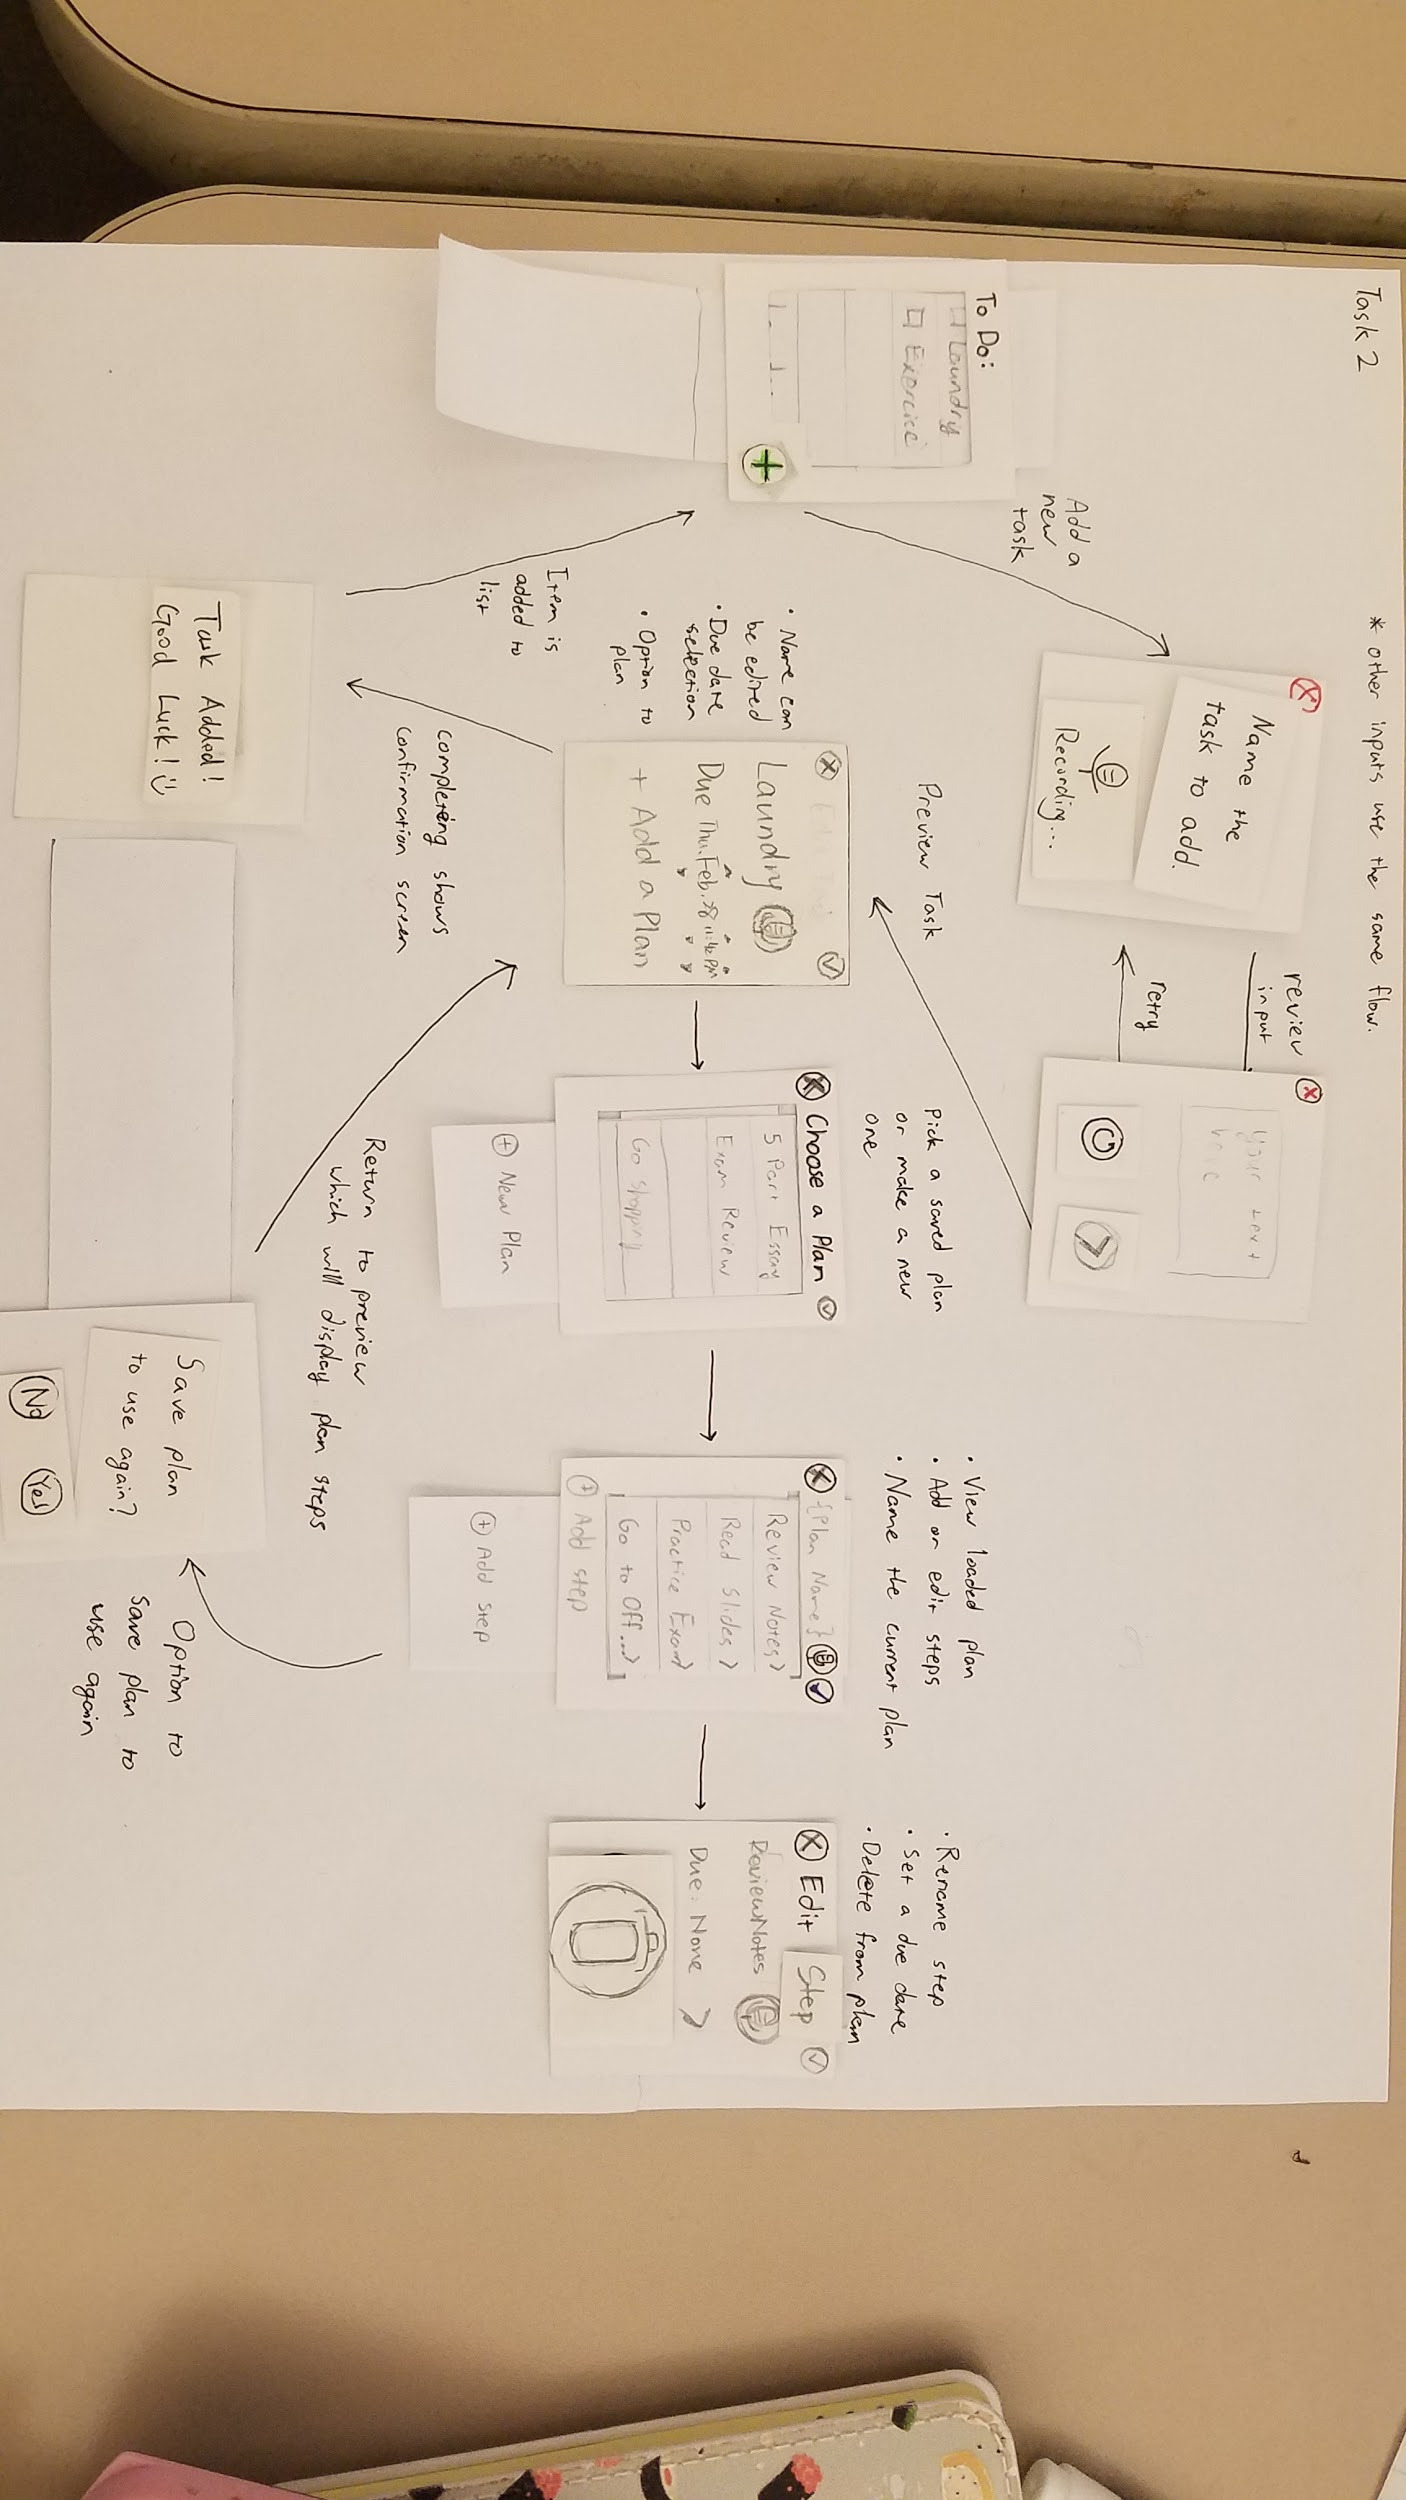 Task 2
* other inputs use the same flow.
To Do:
Laundry
Exercise
+
Add a
new
task
Name the
task to add.
Recording...
review
input
retry
your text
here
Preview Task
• Name can
be edited
• Due date
selection
• Option to
plan
Laundry
Due Thu. Feb. 28 11:42 PM
+ Add a Plan
Pick a saved plan
or make a new
one
Choose a Plan
5 Part Essay
Exam Review
Go Shopping
+ New Plan
• View loaded plan
• Add or edit steps
• Name the current plan
{Plan Name}
Review Notes >
Read Slides >
Practice Exam >
Go to Off... >
+ Add step
+ Add step
• Rename step
• Set a due date
• Delete from plan
Edit Step
ReviewNotes
Due: None >
Item is
added to
list
completing shows
confirmation screen
Task Added!
Good Luck! :)
Return to preview
which will display plan steps
Save plan
to use again?
No Yes
Option to
save plan to
use again